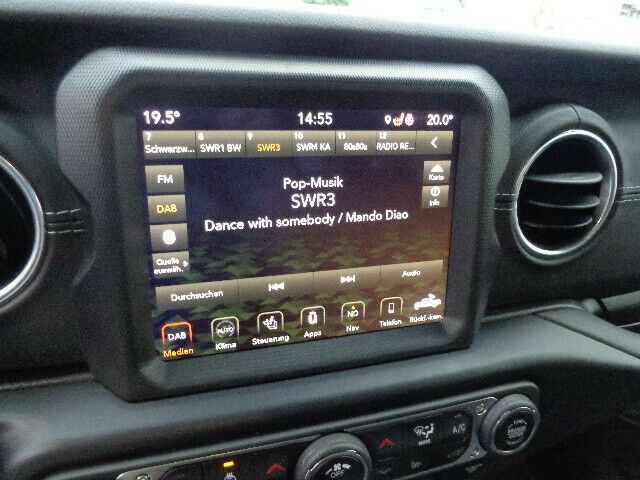 19.5° 14:55 9 20.0°
7 8 9 10 11 12
Schwarzw... SWR1 BW SWR3 SWR4 KA 80s80s RADIO RE...
FM
DAB
Pop-Musik
SWR3
Dance with somebody / Mando Diao
Karte
Info
Quelle
auswäh.
Durchsuchen Audio
DAB AUTO NO
Medien Klima Steuerung Apps Nav Telefon Rückf.-kam.
A/C
OFF